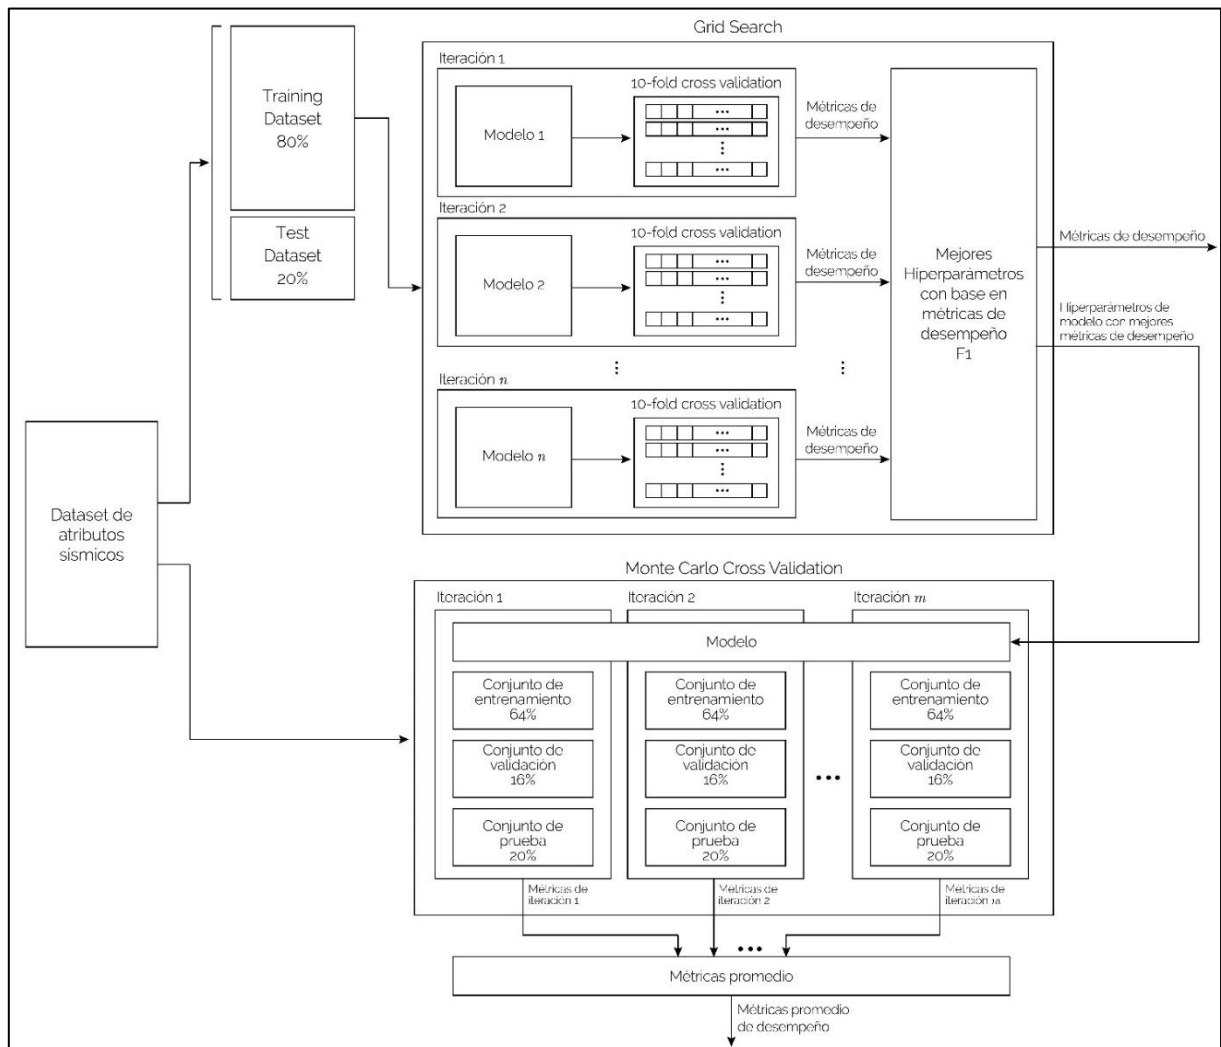 Grid Search
Training
Dataset
80%
Test
Dataset
20%
Iteración 1
Modelo 1
10-fold cross validation
Métricas de
desempeño
Iteración 2
Modelo 2
10-fold cross validation
Métricas de
desempeño
Iteración n
Modelo n
10-fold cross validation
Métricas de
desempeño
Mejores
Hiperparámetros
con base en
métricas de
desempeño
F1
Métricas de desempeño
Hiperparámetros de
modelo con mejores
métricas de desempeño
Dataset de
atributos
sísmicos
Monte Carlo Cross Validation
Iteración 1
Iteración 2
Iteración m
Modelo
Conjunto de
entrenamiento
64%
Conjunto de
validación
16%
Conjunto de
prueba
20%
Conjunto de
entrenamiento
64%
Conjunto de
validación
16%
Conjunto de
prueba
20%
Conjunto de
entrenamiento
64%
Conjunto de
validación
16%
Conjunto de
prueba
20%
Métricas de
iteración 1
Métricas de
iteración 2
Métricas de
iteración m
Métricas promedio
Métricas promedio
de desempeño